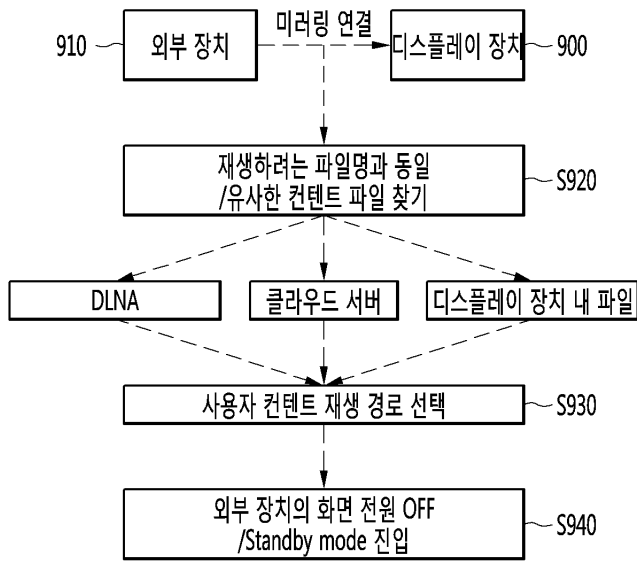 미러링 연결
910
외부 장치
디스플레이 장치
900
재생하려는 파일명과 동일
/유사한 컨텐트 파일 찾기
S920
DLNA
클라우드 서버
디스플레이 장치 내 파일
사용자 컨텐트 재생 경로 선택
S930
외부 장치의 화면 전원 OFF
/Standby mode 진입
S940